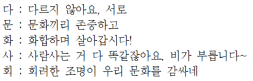 다 : 다르지 않아요, 서로
문 : 문화끼리 존중하고
화 : 화합하며 살아갑시다!
사 : 사람사는 거 다 똑같잖아요, 비가 부릅니다~
회 : 희려한 조명이 우리 문화를 감싸네